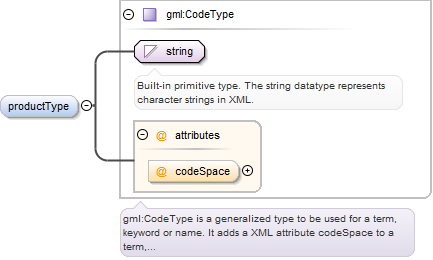 gml:CodeType
string
Built-in primitive type. The string datatype represents
character strings in XML.
productType
@ attributes
@ codeSpace
gml:CodeType is a generalized type to be used for a term,
keyword or name. It adds a XML attribute codeSpace to a
term,...